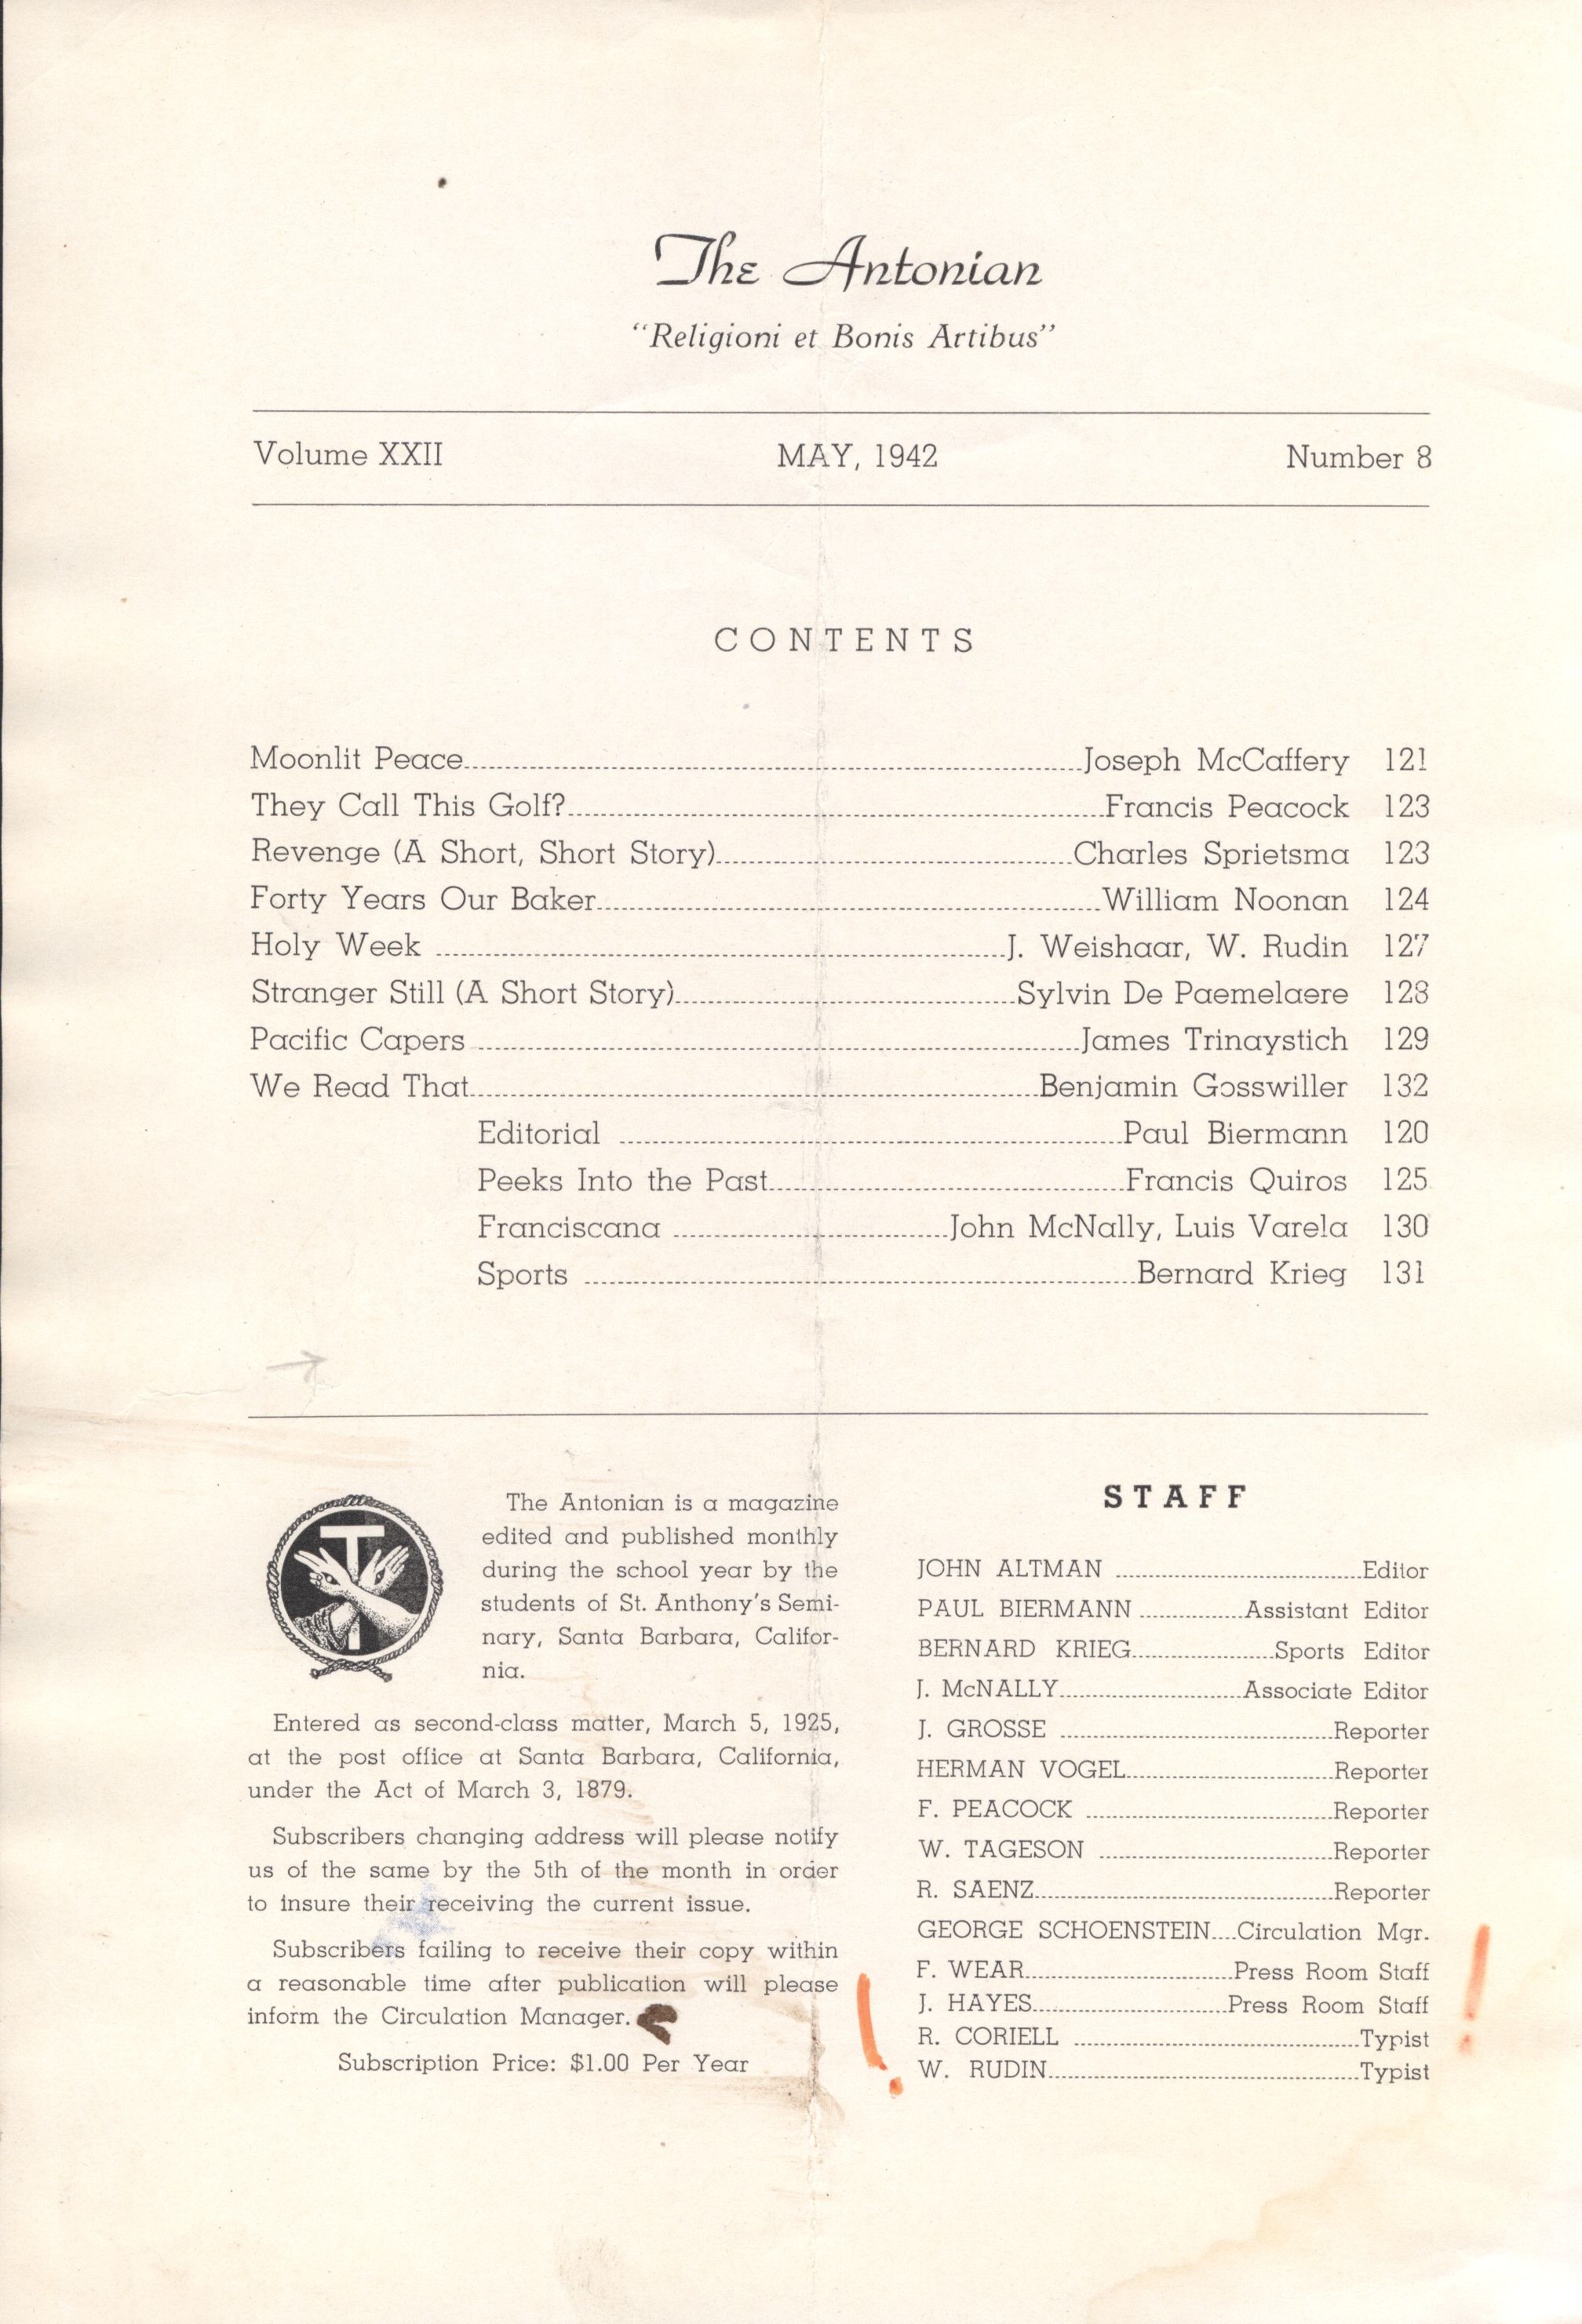 The Antonian
“Religioni et Bonis Artibus”
Volume XXII MAY, 1942 Number 8
CONTENTS
Moonlit Peace Joseph McCaffery 121
They Call This Golf? Francis Peacock 123
Revenge (A Short, Short Story) Charles Sprietsma 123
Forty Years Our Baker William Noonan 124
Holy Week J. Weishaar, W. Rudin 127
Stranger Still (A Short Story) Sylvin De Paemelaere 128
Pacific Capers James Trinaystich 129
We Read That Benjamin Gosswiller 132
Editorial Paul Biermann 120
Peeks Into the Past Francis Quiros 125
Franciscana John McNally, Luis Varela 130
Sports Bernard Krieg 131
The Antonian is a magazine
edited and published monthly
during the school year by the
students of St. Anthony's Semi-
nary, Santa Barbara, Califor-
nia.
Entered as second-class matter, March 5, 1925,
at the post office at Santa Barbara, California,
under the Act of March 3, 1879.
Subscribers changing address will please notify
us of the same by the 5th of the month in order
to insure their receiving the current issue.
Subscribers failing to receive their copy within
a reasonable time after publication will please
inform the Circulation Manager.
Subscription Price: $1.00 Per Year
STAFF
JOHN ALTMAN Editor
PAUL BIERMANN Assistant Editor
BERNARD KRIEG Sports Editor
J. McNALLY Associate Editor
J. GROSSE Reporter
HERMAN VOGEL Reporter
F. PEACOCK Reporter
W. TAGESON Reporter
R. SAENZ Reporter
GEORGE SCHOENSTEIN Circulation Mgr.
F. WEAR Press Room Staff
J. HAYES Press Room Staff
R. CORIELL Typist
W. RUDIN Typist